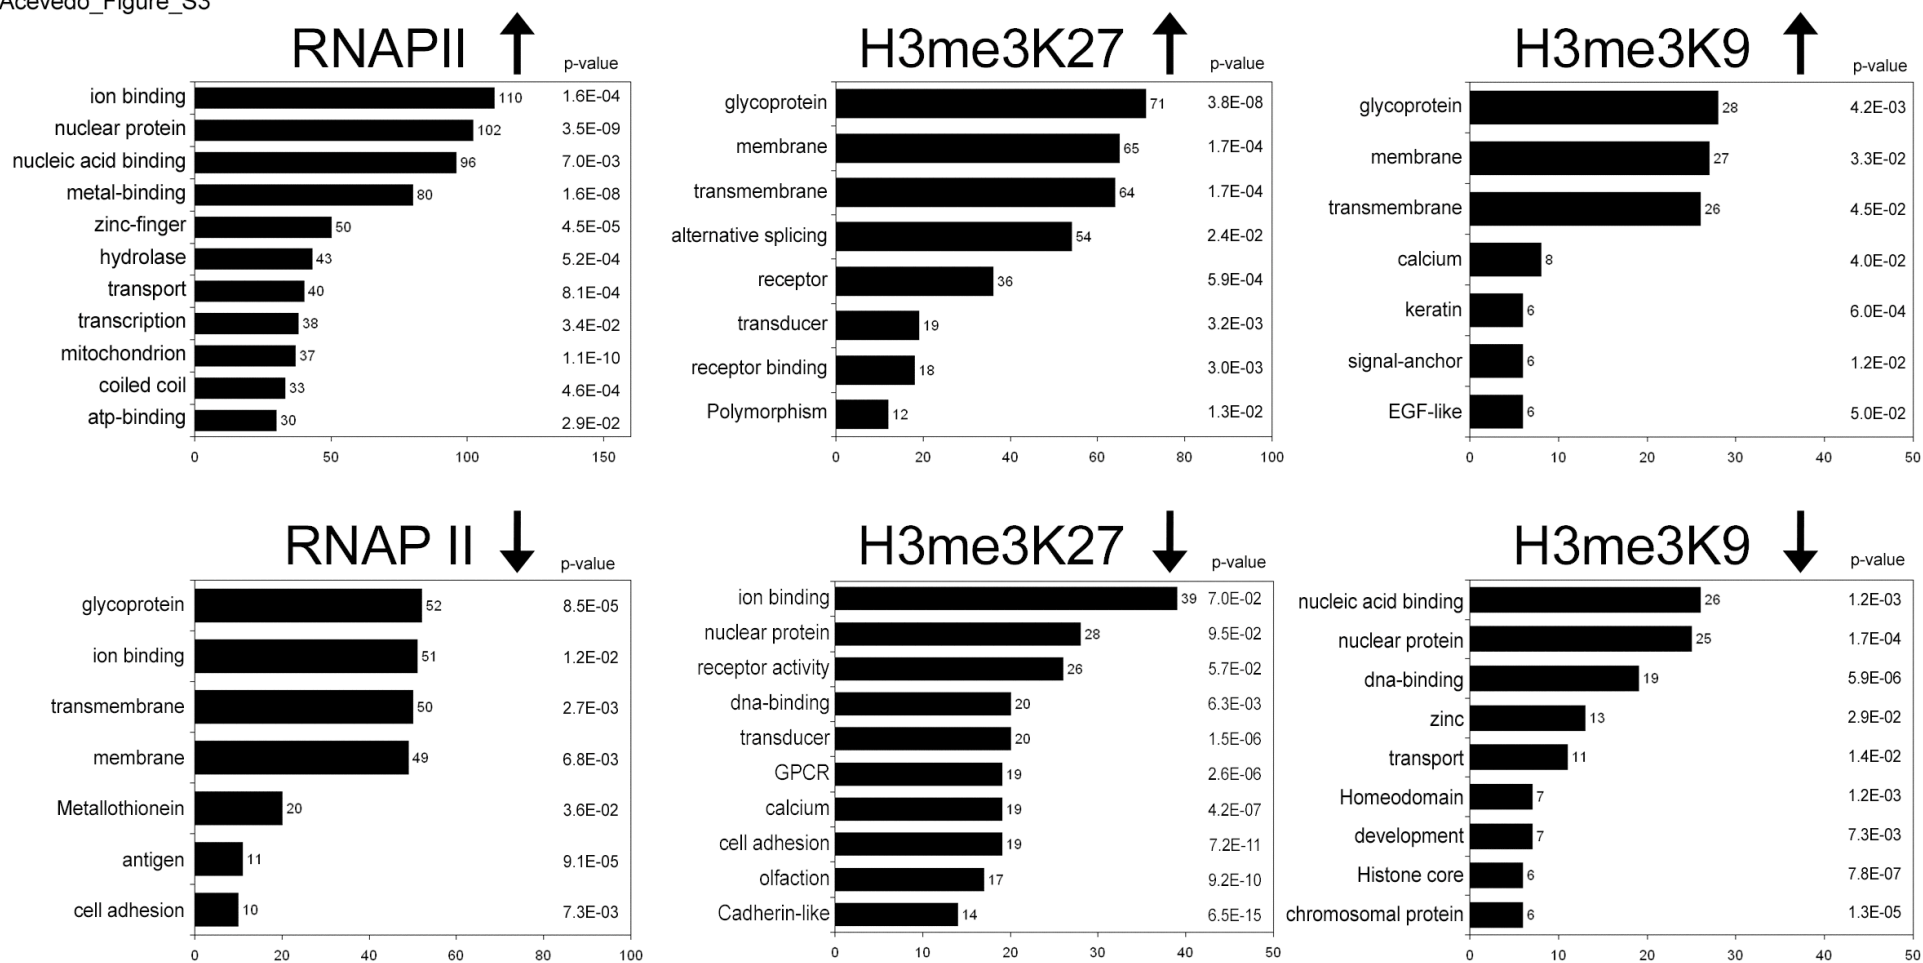 Acevedo_Figure_S3
RNAPII
p-value
ion binding 110 1.6E-04
nuclear protein 102 3.5E-09
nucleic acid binding 96 7.0E-03
metal-binding 80 1.6E-08
zinc-finger 50 4.5E-05
hydrolase 43 5.2E-04
transport 40 8.1E-04
transcription 38 3.4E-02
mitochondrion 37 1.1E-10
coiled coil 33 4.6E-04
atp-binding 30 2.9E-02
0 50 100 150
H3me3K27
p-value
glycoprotein 71 3.8E-08
membrane 65 1.7E-04
transmembrane 64 1.7E-04
alternative splicing 54 2.4E-02
receptor 36 5.9E-04
transducer 19 3.2E-03
receptor binding 18 3.0E-03
Polymorphism 12 1.3E-02
0 20 40 60 80 100
H3me3K9
p-value
glycoprotein 28 4.2E-03
membrane 27 3.3E-02
transmembrane 26 4.5E-02
calcium 8 4.0E-02
keratin 6 6.0E-04
signal-anchor 6 1.2E-02
EGF-like 6 5.0E-02
0 10 20 30 40 50
RNAP II
p-value
glycoprotein 52 8.5E-05
ion binding 51 1.2E-02
transmembrane 50 2.7E-03
membrane 49 6.8E-03
Metallothionein 20 3.6E-02
antigen 11 9.1E-05
cell adhesion 10 7.3E-03
0 20 40 60 80 100
H3me3K27
p-value
ion binding 39 7.0E-02
nuclear protein 28 9.5E-02
receptor activity 26 5.7E-02
dna-binding 20 6.3E-03
transducer 20 1.5E-06
GPCR 19 2.6E-06
calcium 19 4.2E-07
cell adhesion 19 7.2E-11
olfaction 17 9.2E-10
Cadherin-like 14 6.5E-15
0 10 20 30 40 50
H3me3K9
p-value
nucleic acid binding 26 1.2E-03
nuclear protein 25 1.7E-04
dna-binding 19 5.9E-06
zinc 13 2.9E-02
transport 11 1.4E-02
Homeodomain 7 1.2E-03
development 7 7.3E-03
Histone core 6 7.8E-07
chromosomal protein 6 1.3E-05
0 10 20 30 40 50